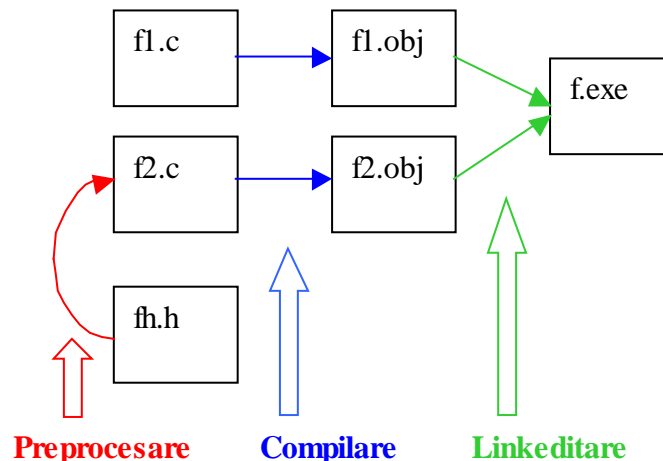 f1.c
f1.obj
f.exe
f2.c
f2.obj
fh.h
Preprocesare
Compilare
Linkeditare